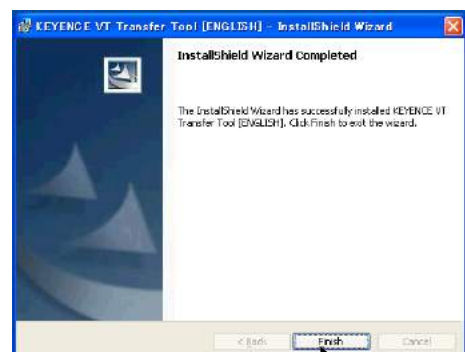 KEYENCE VT Transfer Tool [ENGLISH] - InstallShield Wizard
InstallShield Wizard Completed
The InstallShield Wizard has successfully installed KEYENCE VT
Transfer Tool [ENGLISH]. Click Finish to exit the wizard.
< Back
Finish
Cancel